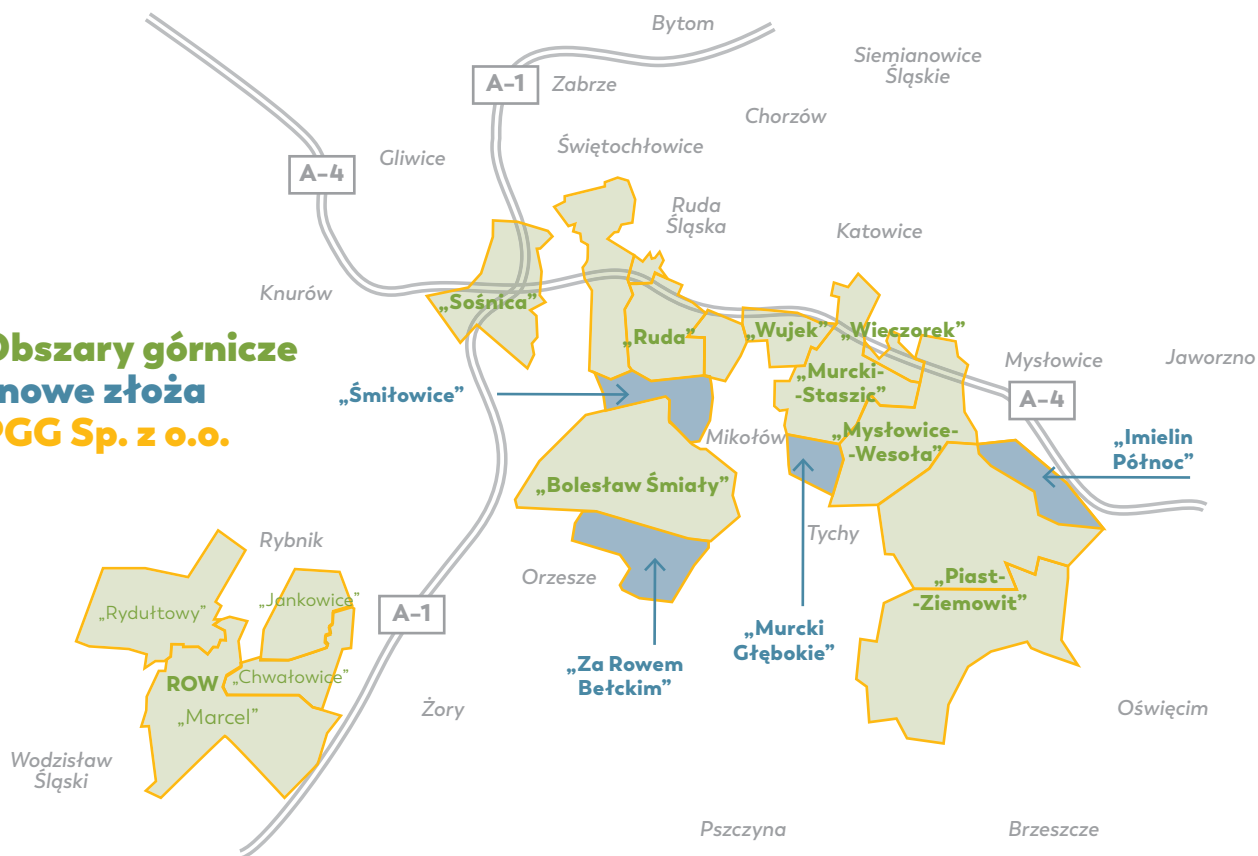 Bytom
Siemianowice
Śląskie
A-1
Zabrze
Chorzów
Świętochłowice
Gliwice
A-4
Ruda
Śląska
Katowice
Knurów
„Sośnica”
„Ruda”
„Wujek”
„Wieczorek”
Mysłowice
Jaworzno
Obszary górnicze
nowe złoża
PGG Sp. z o.o.
„Śmiłowice”
„Murcki-
-Staszic”
A-4
Mikołów
„Mysłowice-
-Wesoła”
„Imielin
Północ”
„Bolesław Śmiały”
Tychy
Rybnik
Orzesze
„Piast-
-Ziemowit”
„Rydułtowy”
„Jankowice”
A-1
„Murcki
Głębokie”
„Za Rowem
Bełckim”
ROW
„Chwałowice”
„Marcel”
Żory
Oświęcim
Wodzisław
Śląski
Pszczyna
Brzeszcze